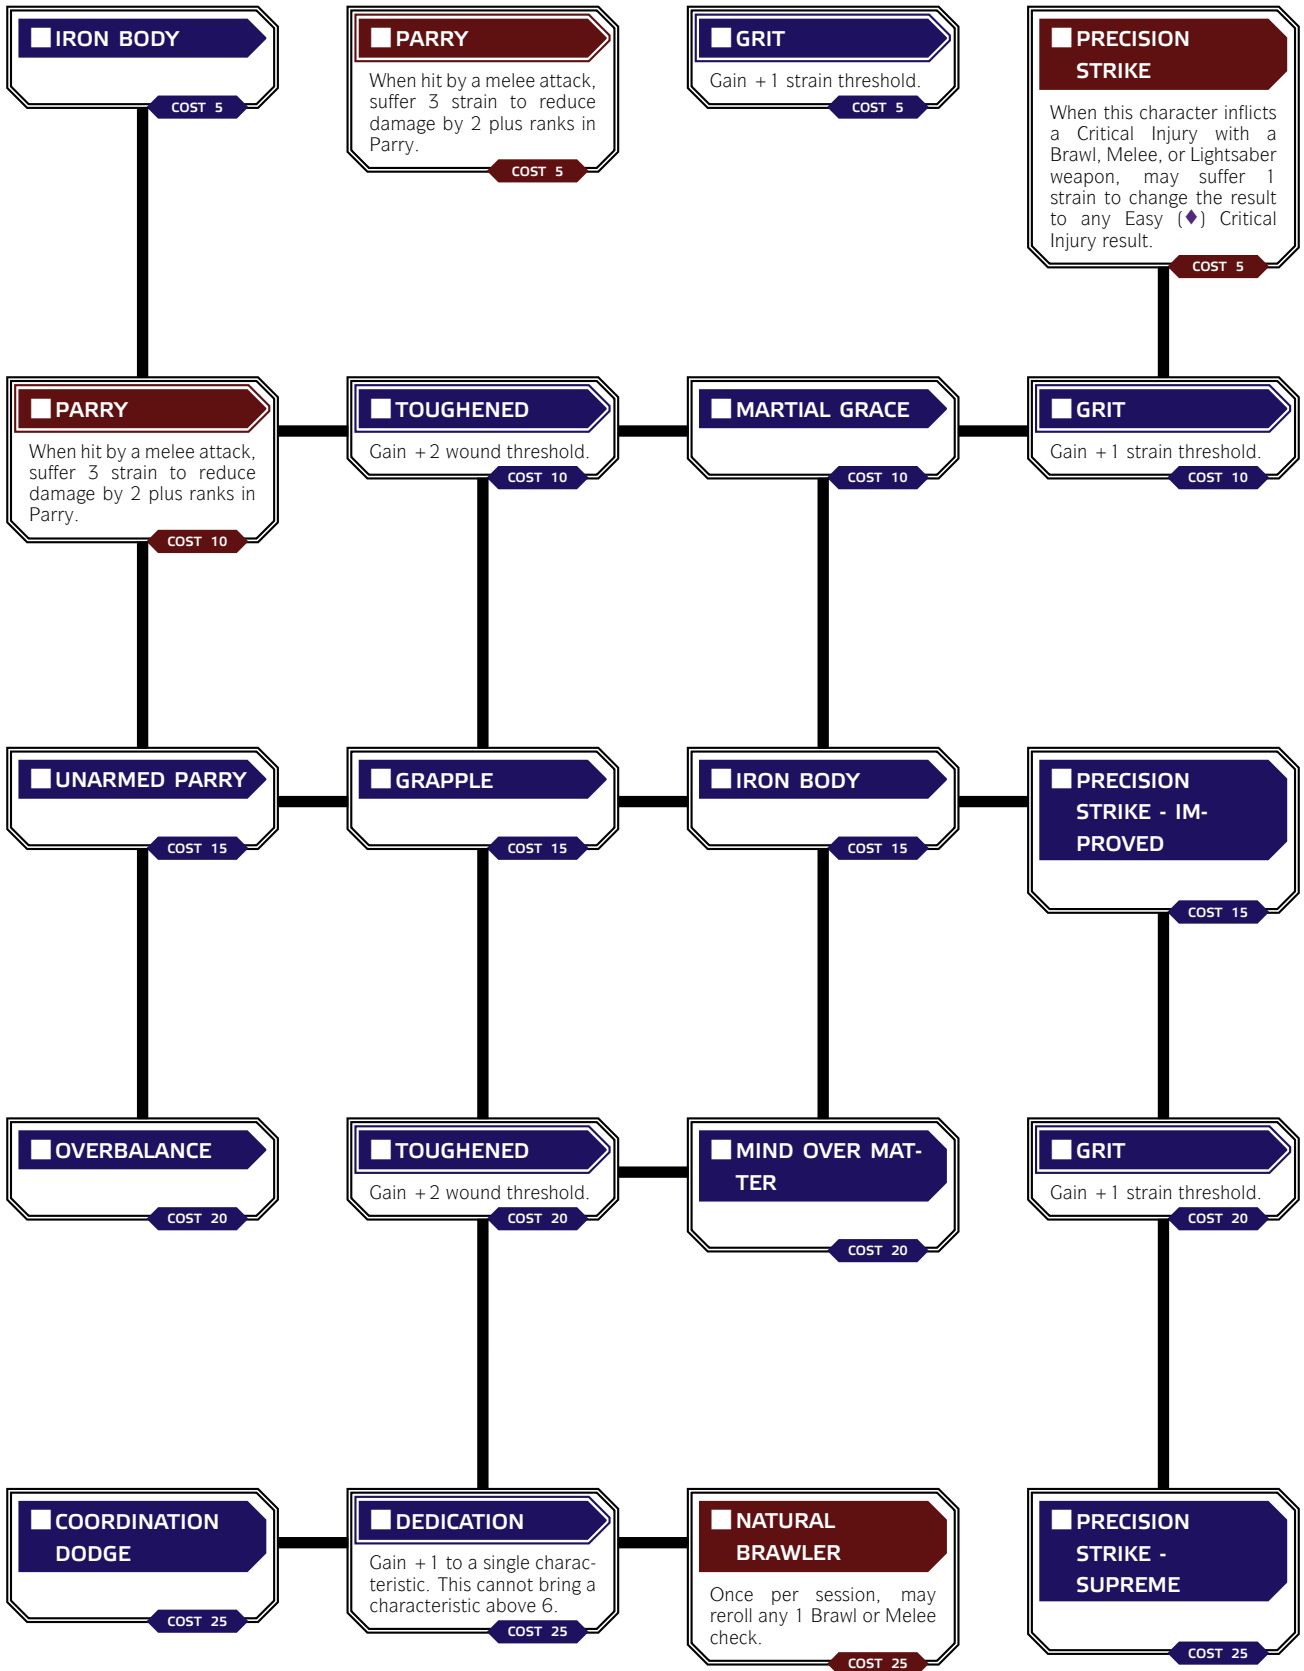 IRON BODY
COST 5
PARRY
When hit by a melee attack,
suffer 3 strain to reduce
damage by 2 plus ranks in
Parry.
COST 5
GRIT
Gain +1 strain threshold.
COST 5
PRECISION
STRIKE
When this character inflicts
a Critical Injury with a
Brawl, Melee, or Lightsaber
weapon, may suffer 1
strain to change the result
to any Easy (♦) Critical
Injury result.
COST 5
PARRY
When hit by a melee attack,
suffer 3 strain to reduce
damage by 2 plus ranks in
Parry.
COST 10
TOUGHENED
Gain +2 wound threshold.
COST 10
MARTIAL GRACE
COST 10
GRIT
Gain +1 strain threshold.
COST 10
UNARMED PARRY
COST 15
GRAPPLE
COST 15
IRON BODY
COST 15
PRECISION
STRIKE - IM-
PROVED
COST 15
OVERBALANCE
COST 20
TOUGHENED
Gain +2 wound threshold.
COST 20
MIND OVER MAT-
TER
COST 20
GRIT
Gain +1 strain threshold.
COST 20
COORDINATION
DODGE
COST 25
DEDICATION
Gain +1 to a single charac-
teristic. This cannot bring a
characteristic above 6.
COST 25
NATURAL
BRAWLER
Once per session, may
reroll any 1 Brawl or Melee
check.
COST 25
PRECISION
STRIKE -
SUPREME
COST 25